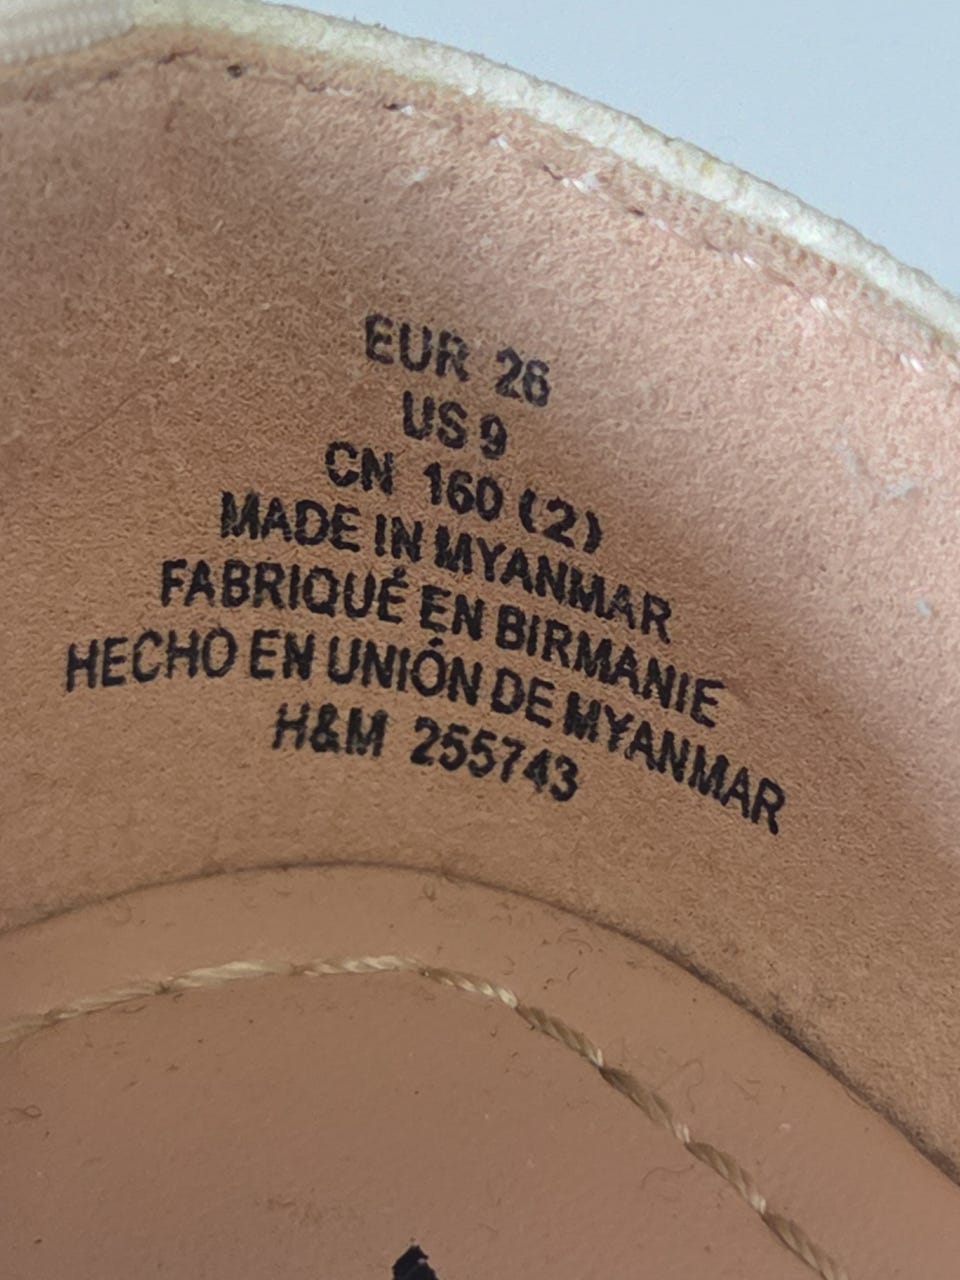 EUR 26
US 9
CN 160 (2)
MADE IN MYANMAR
FABRIQUÉ EN BIRMANIE
HECHO EN UNIÓN DE MYANMAR
H&M 255743